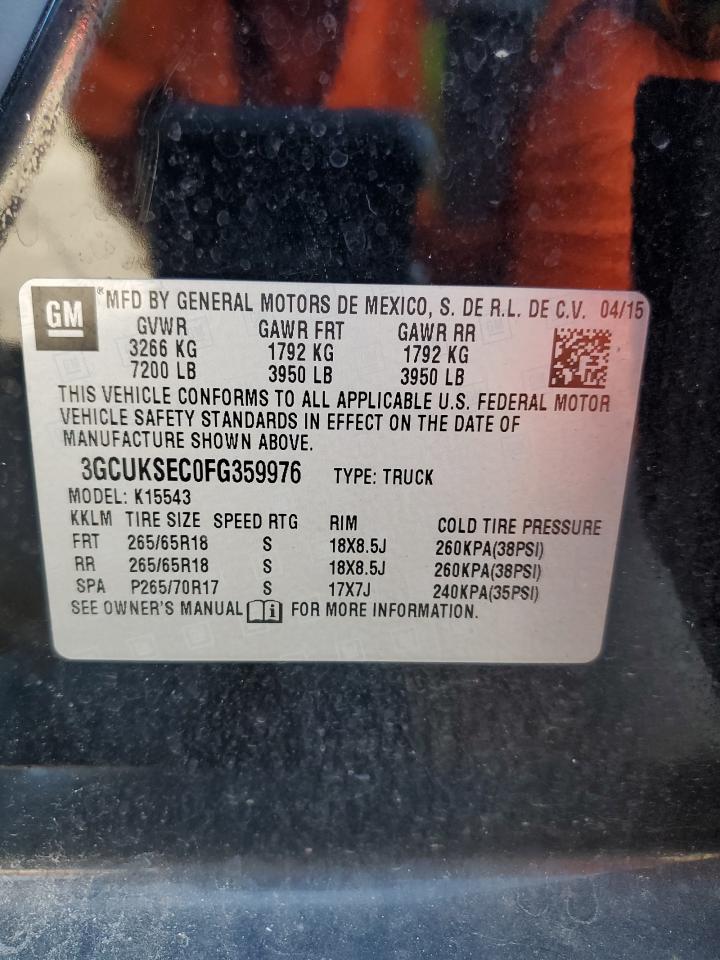 GM
®MFD BY GENERAL MOTORS DE MEXICO, S. DE R.L. DE C.V. 04/15
GVWR GAWR FRT GAWR RR
3266 KG 1792 KG 1792 KG
7200 LB 3950 LB 3950 LB
THIS VEHICLE CONFORMS TO ALL APPLICABLE U.S. FEDERAL MOTOR
VEHICLE SAFETY STANDARDS IN EFFECT ON THE DATE OF
MANUFACTURE SHOWN ABOVE.
3GCUKSEC0FG359976 TYPE: TRUCK
MODEL: K15543
KKLM TIRE SIZE SPEED RTG RIM COLD TIRE PRESSURE
FRT 265/65R18 S 18X8.5J 260KPA(38PSI)
RR 265/65R18 S 18X8.5J 260KPA(38PSI)
SPA P265/70R17 S 17X7J 240KPA(35PSI)
SEE OWNER'S MANUAL FOR MORE INFORMATION.